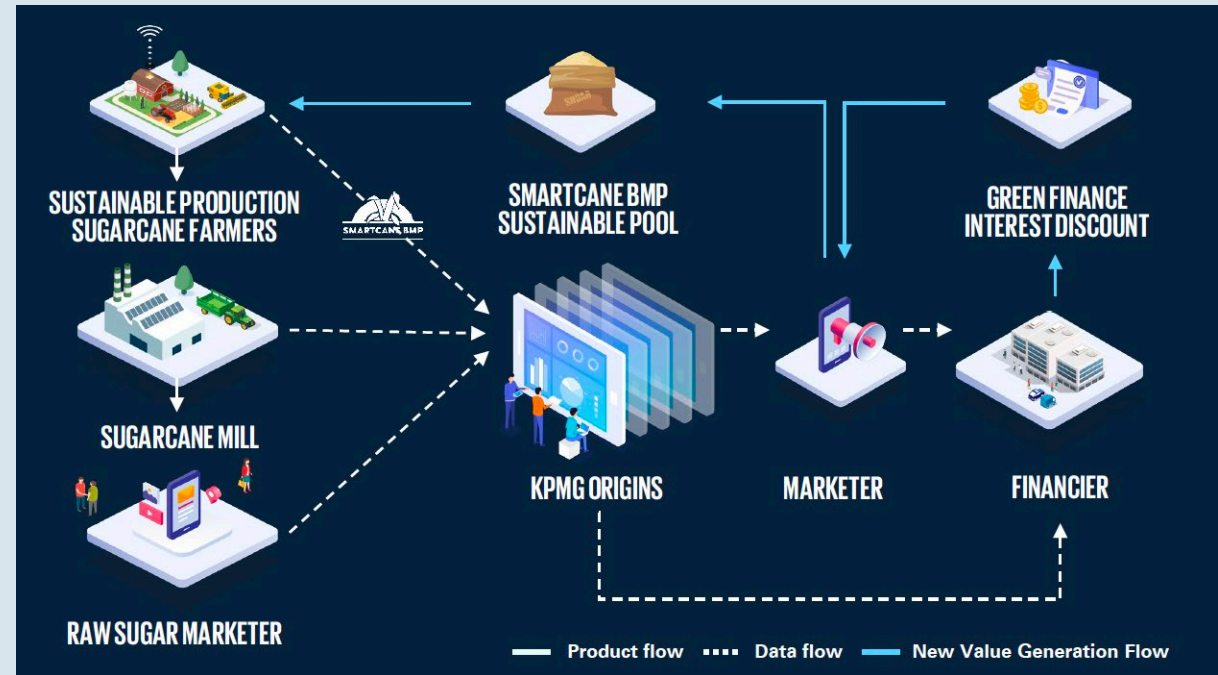 SUSTAINABLE PRODUCTION
SUGARCANE FARMERS
SMARTCANE BMP
SUGAR
SMARTCANE BMP
SUSTAINABLE POOL
GREEN FINANCE
INTEREST DISCOUNT
SUGARCANE MILL
KPMG ORIGINS
MARKETER
FINANCIER
RAW SUGAR MARKETER
Product flow
Data flow
New Value Generation Flow